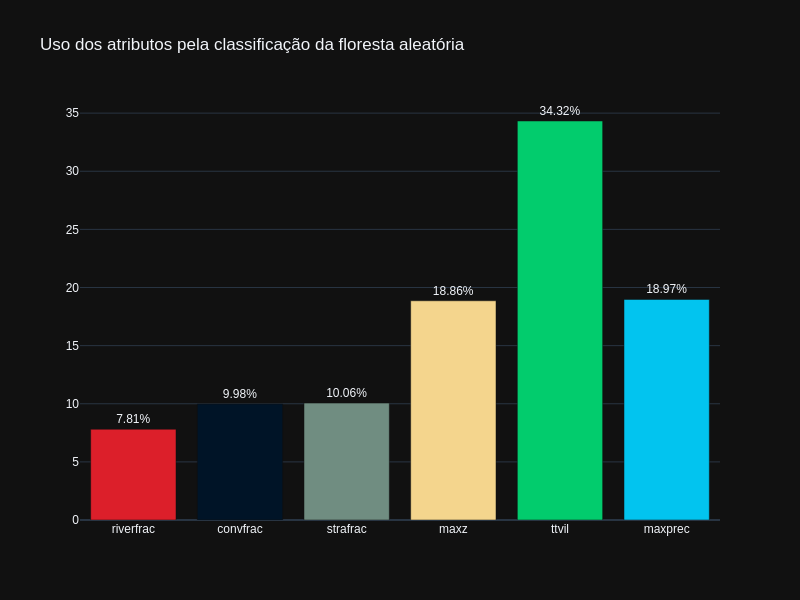 Uso dos atributos pela classificação da floresta aleatória
35
30
25
20
15
10
5
0
7.81%
9.98%
10.06%
18.86%
34.32%
18.97%
riverfrac
convfrac
strafrac
maxz
ttvil
maxprec